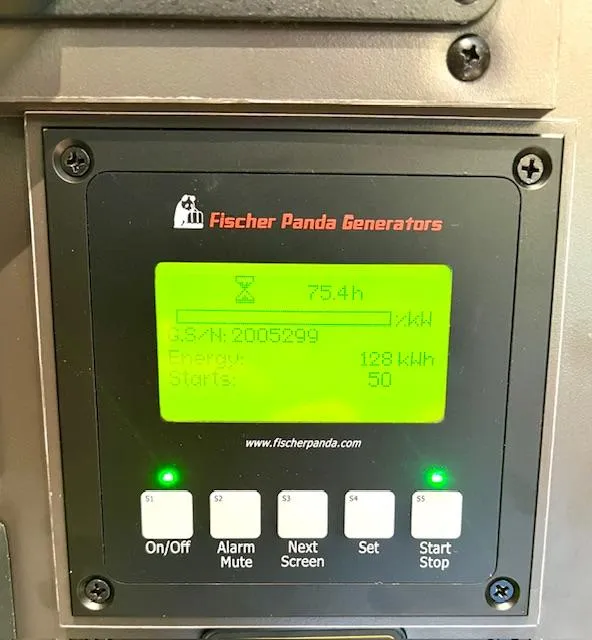 Fischer Panda Generators
75.4h
%kW
G.S/N: 2005299
Energy: 128 kWh
Starts: 50
www.fischerpanda.com
S1 S2 S3 S4 S5
On/Off Alarm Mute Next Screen Set Start Stop